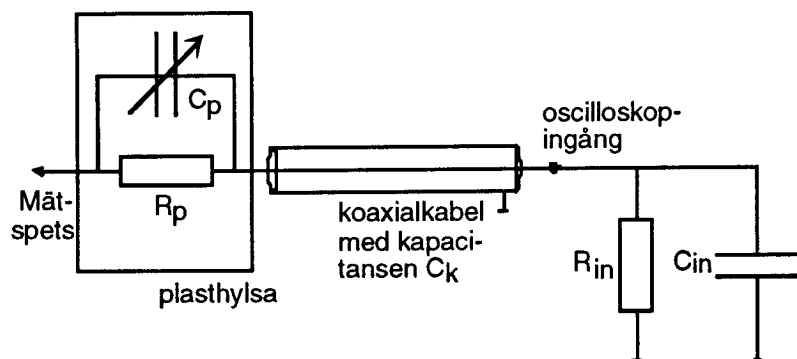 Cp
Rp
Mät-
spets
plasthylsa
koaxialkabel
med kapaci-
tansen Ck
oscilloskop-
ingång
Rin
Cin